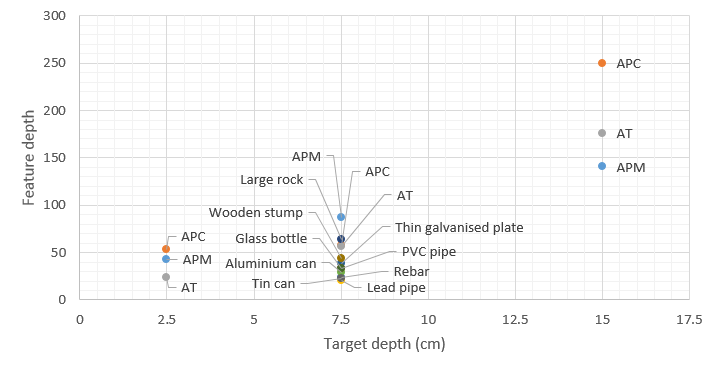 300
250
200
150
100
50
0
Feature depth
APC
AT
APM
APM
APC
Large rock
AT
Wooden stump
Thin galvanised plate
Glass bottle
PVC pipe
Aluminium can
Rebar
Tin can
Lead pipe
APC
APM
AT
0 2.5 5 7.5 10 12.5 15 17.5
Target depth (cm)